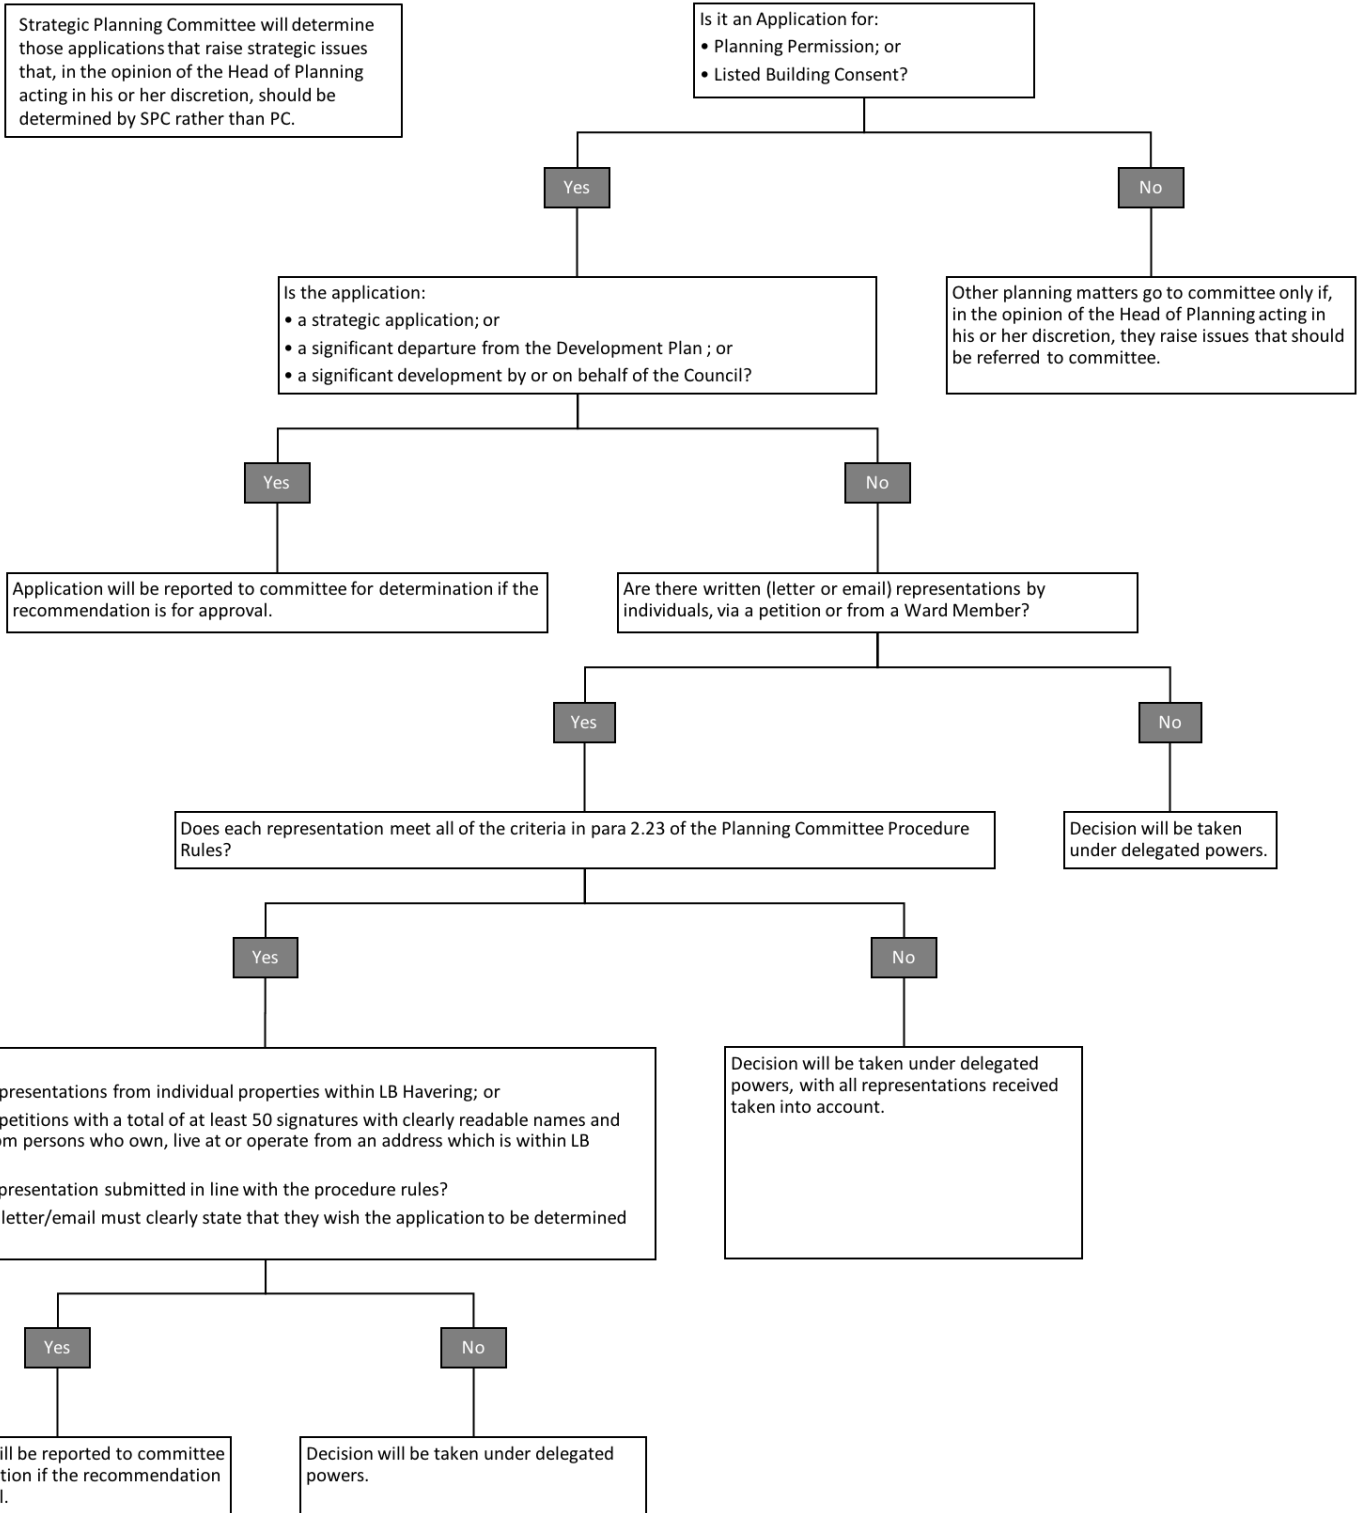 Strategic Planning Committee will determine
those applications that raise strategic issues
that, in the opinion of the Head of Planning
acting in his or her discretion, should be
determined by SPC rather than PC.
Is it an Application for:
• Planning Permission; or
• Listed Building Consent?
Yes
No
Is the application:
• a strategic application; or
• a significant departure from the Development Plan ; or
• a significant development by or on behalf of the Council?
Other planning matters go to committee only if,
in the opinion of the Head of Planning acting in
his or her discretion, they raise issues that should
be referred to committee.
Yes
No
Application will be reported to committee for determination if the
recommendation is for approval.
Are there written (letter or email) representations by
individuals, via a petition or from a Ward Member?
Yes
No
Does each representation meet all of the criteria in para 2.23 of the Planning Committee Procedure
Rules?
Decision will be taken
under delegated powers.
Yes
No
presentations from individual properties within LB Havering; or
petitions with a total of at least 50 signatures with clearly readable names and
om persons who own, live at or operate from an address which is within LB
presentation submitted in line with the procedure rules?
letter/email must clearly state that they wish the application to be determined
Decision will be taken under delegated
powers, with all representations received
taken into account.
Yes
No
ill be reported to committee
tion if the recommendation
l.
Decision will be taken under delegated
powers.